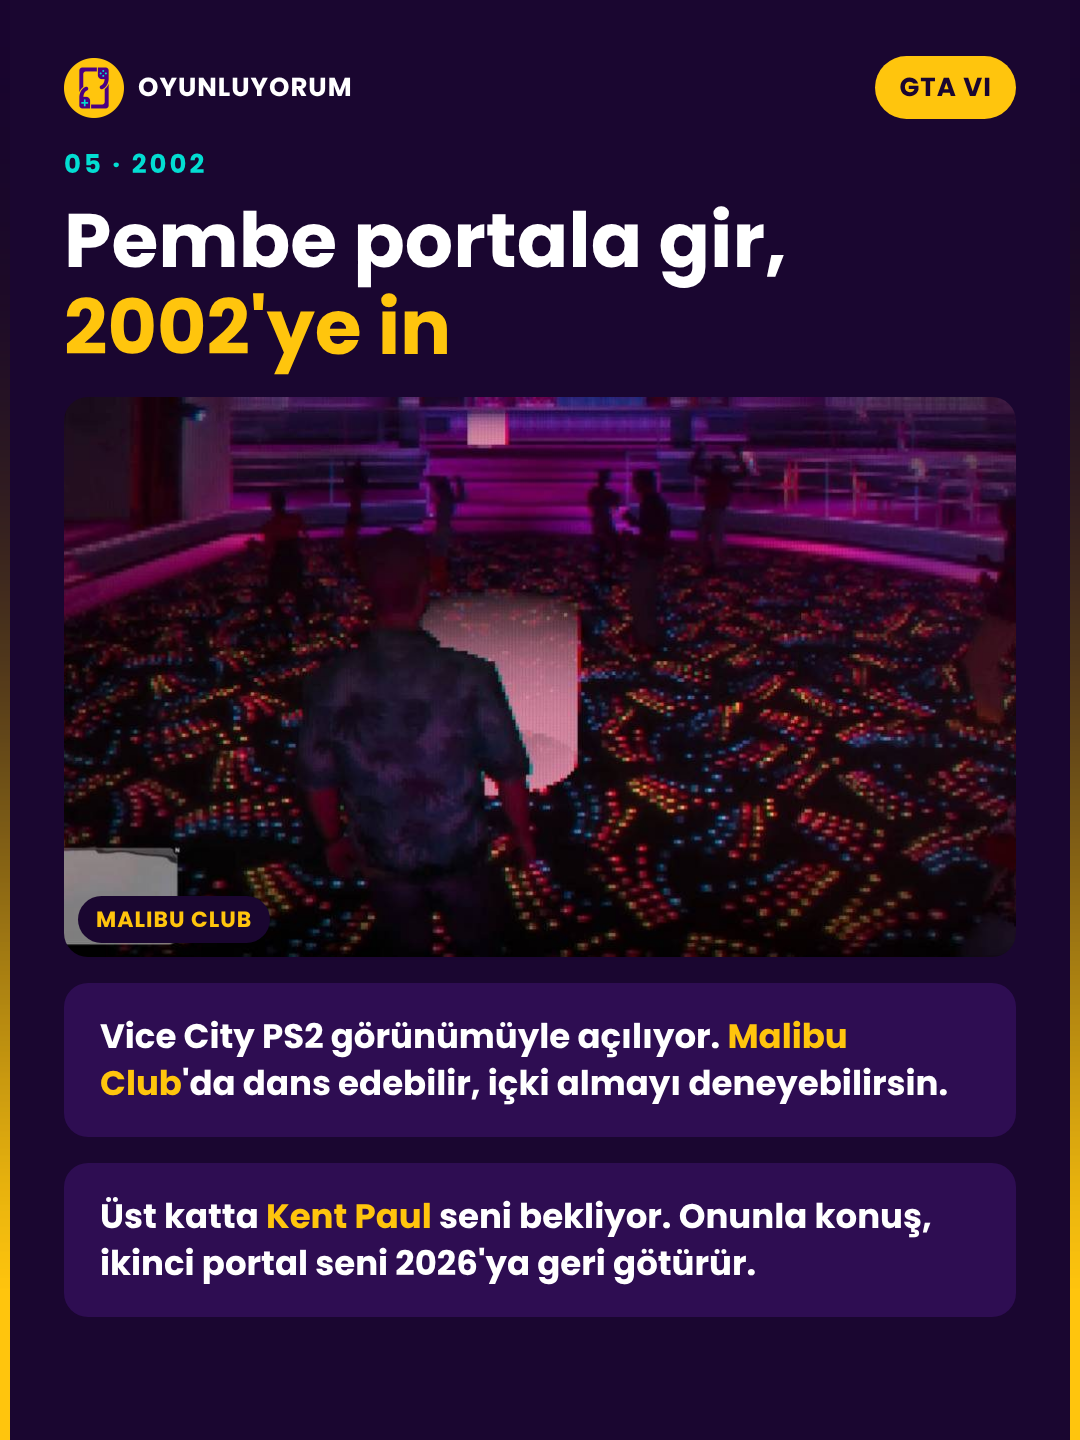 OYUNLUYORUM
GTA VI
05 · 2002
Pembe portala gir,
2002'ye in
MALIBU CLUB
Vice City PS2 görünümüyle açılıyor. Malibu
Club'da dans edebilir, içki almayı deneyebilirsin.
Üst katta Kent Paul seni bekliyor. Onunla konuş,
ikinci portal seni 2026'ya geri götürür.